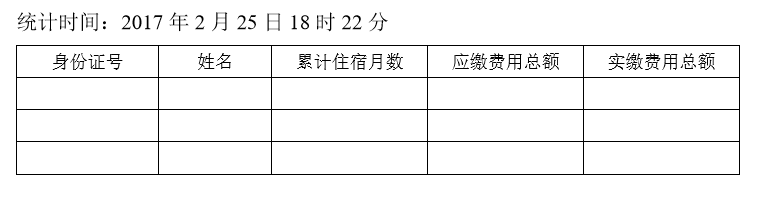 统计时间：2017 年 2 月 25 日 18 时 22 分
身份证号 姓名 累计住宿月数 应缴费用总额 实缴费用总额